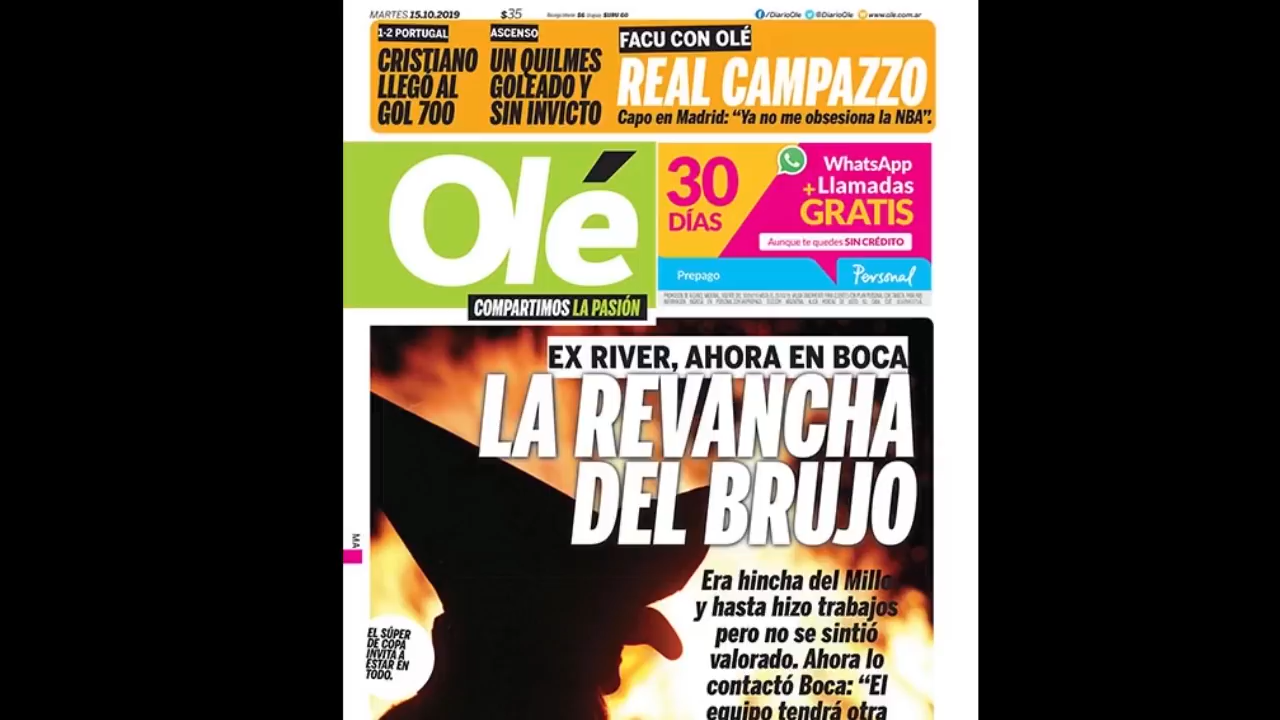 MARTES 15.10.2019
$35
/DiarioOle
@DiarioOle
www.ole.com.ar
1-2 PORTUGAL
CRISTIANO
LLEGÓ AL
GOL 700
ASCENSO
UN QUILMES
GOLEADO Y
SIN INVICTO
FACU CON OLÉ
REAL CAMPAZZO
Capo en Madrid: “Ya no me obsesiona la NBA”.
Olé
COMPARTIMOS LA PASIÓN
30
DÍAS
WhatsApp
+Llamadas
GRATIS
Aunque te quedes SIN CRÉDITO
Prepago
Personal
EX RIVER, AHORA EN BOCA
LA REVANCHA
DEL BRUJO
Era hincha del Millo
y hasta hizo trabajos
pero no se sintió
valorado. Ahora lo
contactó Boca: “El
equipo tendrá otra
MA
EL SÚPER
DE COPA
INVITA A
ESTAR EN
TODO.